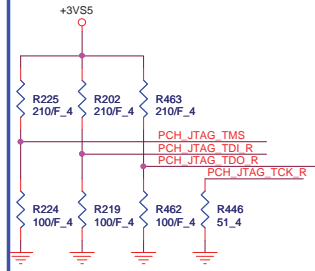 +3VS5
R225 R202 R463
210/F_4 210/F_4 210/F_4
PCH_JTAG_TMS
PCH_JTAG_TDI_R
PCH_JTAG_TDO_R
PCH_JTAG_TCK_R
R224 R219 R462 R446
100/F_4 100/F_4 100/F_4 51_4